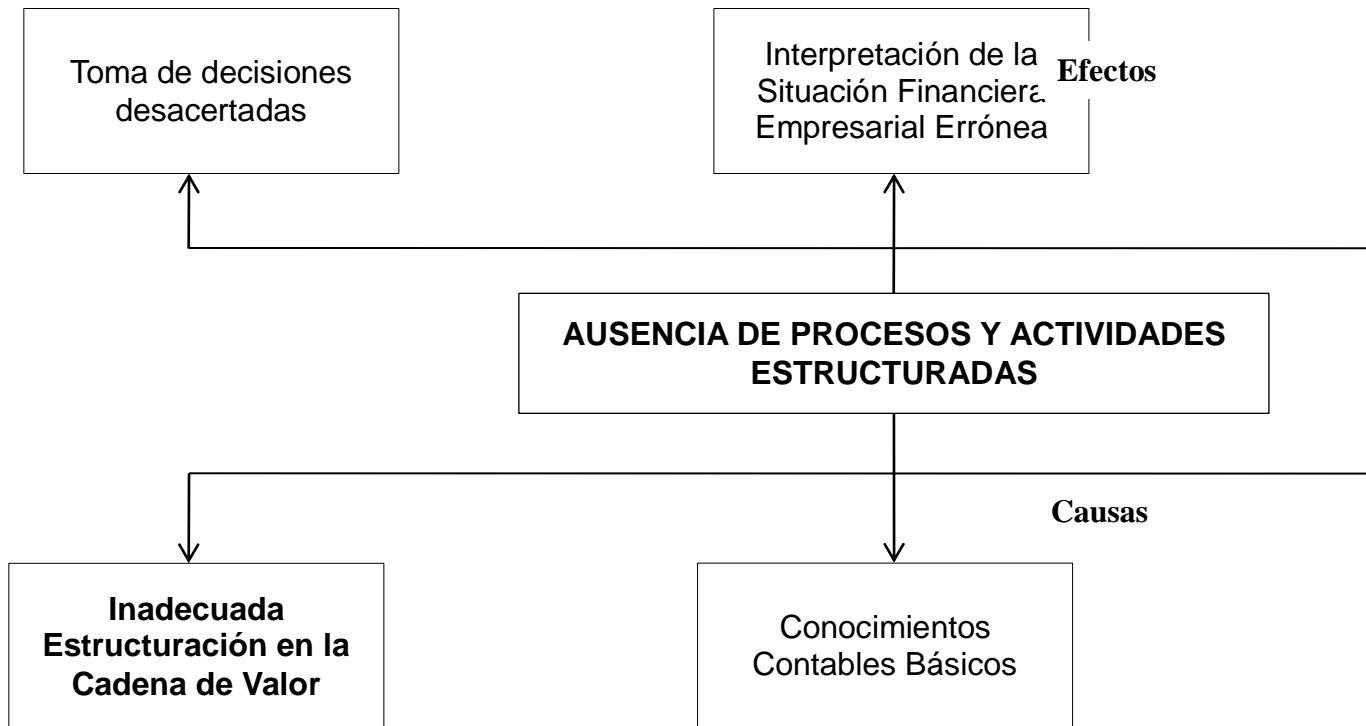 Toma de decisiones
desacertadas
Interpretación de la
Situación Financiera
Empresarial Errónea
Efectos
AUSENCIA DE PROCESOS Y ACTIVIDADES
ESTRUCTURADAS
Causas
Inadecuada
Estructuración en la
Cadena de Valor
Conocimientos
Contables Básicos